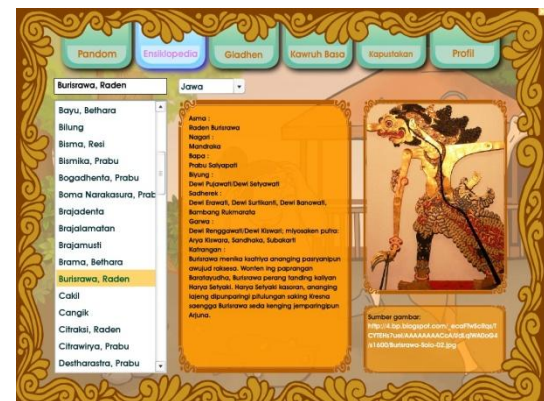 Pandom
Ensiklopedia
Gladhen
Kawruh Basa
Kapustakan
Profil
Burisrawa, Raden
Jawa
Bayu, Bethara
Bilung
Bisma, Resi
Bismika, Prabu
Bogadhenta, Prabu
Boma Narakasura, Prab
Brajadenta
Brajalamatan
Brajamusti
Brama, Bethara
Burisrawa, Raden
Cakil
Cangik
Citraksi, Raden
Citrawirya, Prabu
Destharastra, Prabu
Asma :
Raden Burisrawa
Nagari :
Mandraka
Bapa :
Prabu Salyapati
Biyung :
Dewi Pujawati/Dewi Setyawati
Sadherek :
Dewi Erawati, Dewi Surtikanti, Dewi Banowati,
Bambang Rukmarata
Garwa :
Dewi Renggawati/Dewi Kiswari; miyosaken putra:
Arya Kiswara, Sandhaka, Subakarti
Katrangan :
Burisrawa menika ksatriya ananging pasryanipun
awujud raksesa. Wonten ing paprangan
Baratayudha, Burisrawa perang tanding kaliyan
Harya Setyaki. Harya Setyaki kasoran, ananging
lajeng dipunparingi pitulungan saking Kresna
saengga Burisrawa seda kenging jemparingipun
Arjuna.
Sumber gambar: